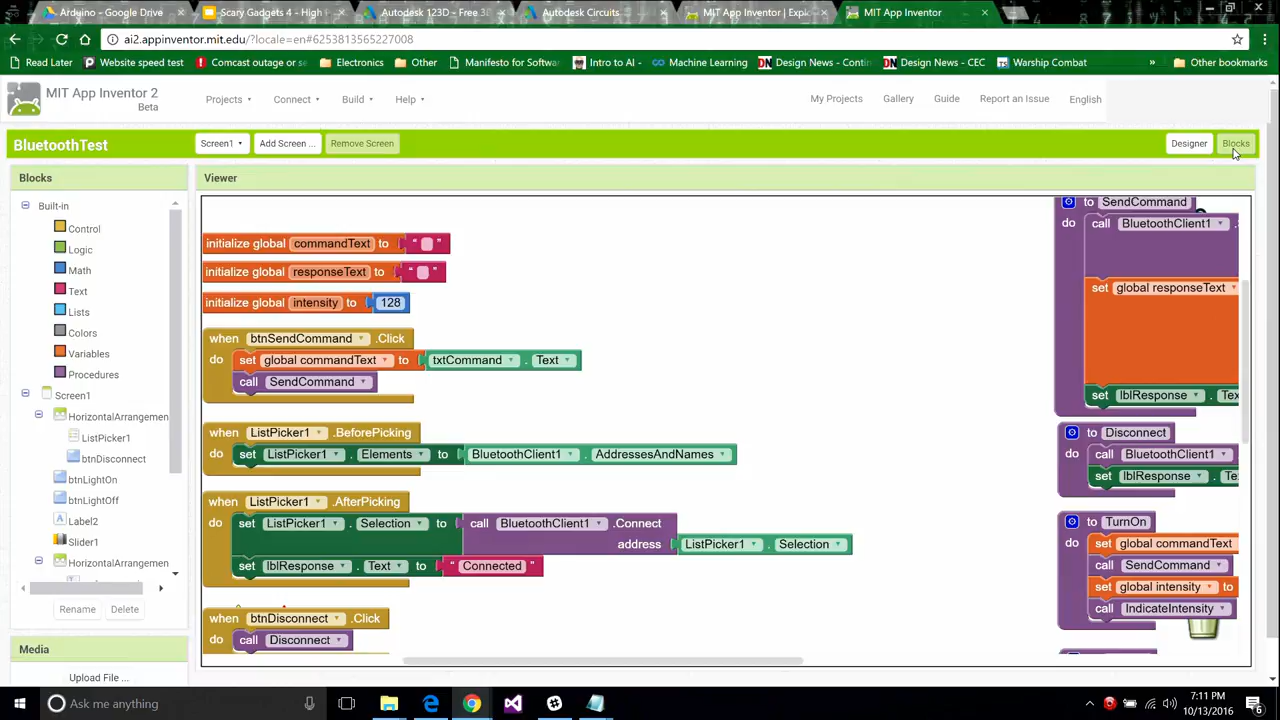 Arduino - Google Drive
Scary Gadgets 4 - High
Autodesk 123D - Free 3
Autodesk Circuits
MIT App Inventor | Expl
MIT App Inventor
ai2.appinventor.mit.edu/?locale=en#6253813565227008
Read Later
Website speed test
Comcast outage or se
Electronics
Other
Manifesto for Softwar
Intro to AI -
Machine Learning
Design News - Contin
Design News - CEC
Warship Combat
»
Other bookmarks
MIT App Inventor 2
Beta
Projects
Connect
Build
Help
My Projects
Gallery
Guide
Report an Issue
English
BluetoothTest
Screen1
Add Screen ...
Remove Screen
Designer
Blocks
Blocks
Built-in
Control
Logic
Math
Text
Lists
Colors
Variables
Procedures
Screen1
HorizontalArrangemen
ListPicker1
btnDisconnect
btnLightOn
btnLightOff
Label2
Slider1
HorizontalArrangemen
Rename
Delete
Media
Upload File ...
Viewer
initialize global commandText to “ ”
initialize global responseText to “ ”
initialize global intensity to 128
when btnSendCommand .Click
do set global commandText to txtCommand . Text
call SendCommand
when ListPicker1 .BeforePicking
do set ListPicker1 . Elements to BluetoothClient1 . AddressesAndNames
when ListPicker1 .AfterPicking
do set ListPicker1 . Selection to call BluetoothClient1 .Connect
address ListPicker1 . Selection
set lblResponse . Text to “ Connected ”
when btnDisconnect .Click
do call Disconnect
to SendCommand
do call BluetoothClient1 .
set global responseText
set lblResponse . Tex
to Disconnect
do call BluetoothClient1
set lblResponse . Te
to TurnOn
do set global commandText
call SendCommand
set global intensity to
call IndicateIntensity
Ask me anything
7:11 PM
10/13/2016
6